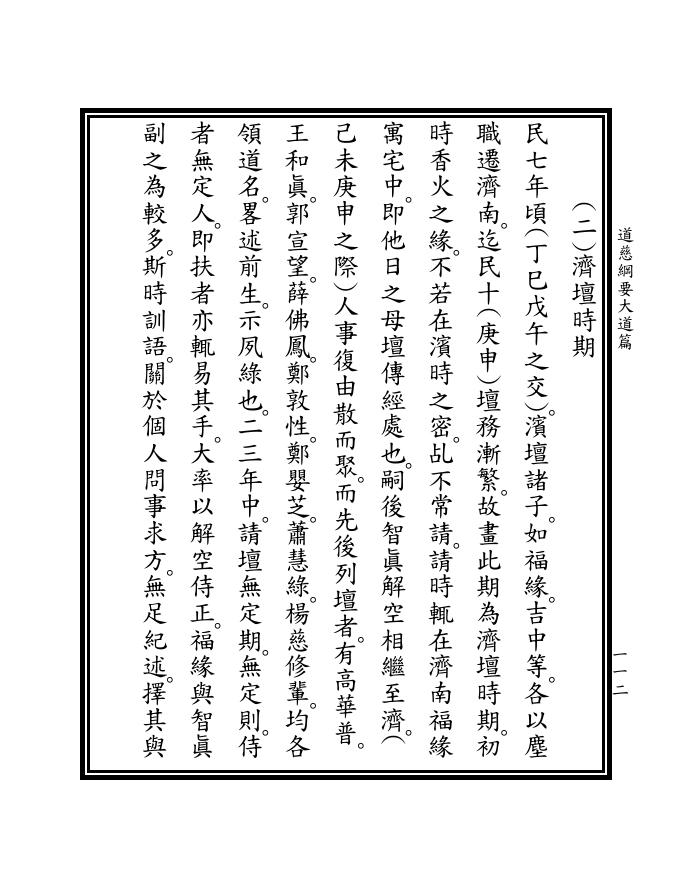 道慈綱要大道篇
一一二
(二)濟壇時期
民七年頃(丁巳戊午之交)。濱壇諸子。如福緣。吉中等。各以塵
職遷濟南。迄民十(庚申)壇務漸繁。故畫此期為濟壇時期。初
時香火之緣。不若在濱時之密。乩不常請。請時輒在濟南福緣
寓宅中。即他日之母壇傳經處也。嗣後智眞解空相繼至濟。(
己未庚申之際)人事復由散而聚。而先後列壇者。有高華普。
王和眞。郭宣望。薛佛鳳。鄭敦性。鄭嬰芝。蕭慧綠。楊慈修輩。均各
領道名。畧述前生。示夙綠也。二三年中。請壇無定期。無定則。侍
者無定人。即扶者亦輒易其手。大率以解空侍正。福緣與智眞
副之為較多。斯時訓語。關於個人問事求方。無足紀述。擇其與